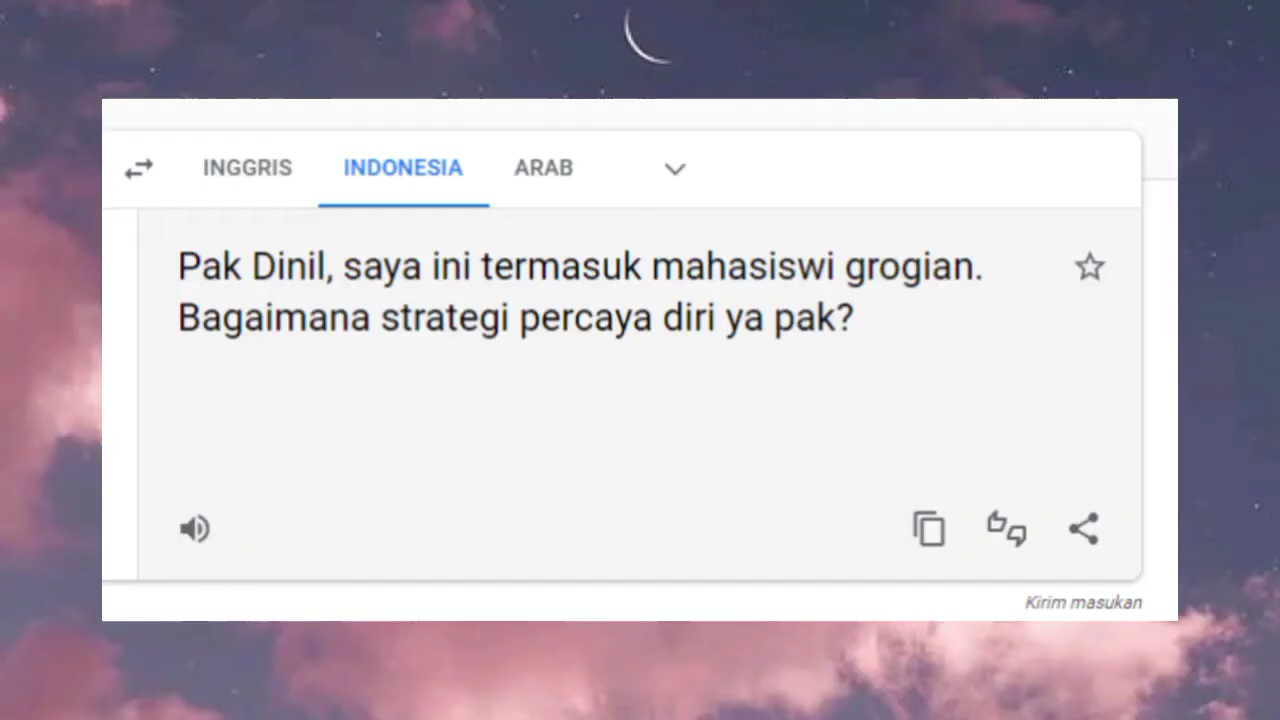 INGGRIS INDONESIA ARAB
Pak Dinil, saya ini termasuk mahasiswi grogian.
Bagaimana strategi percaya diri ya pak?
Kirim masukan